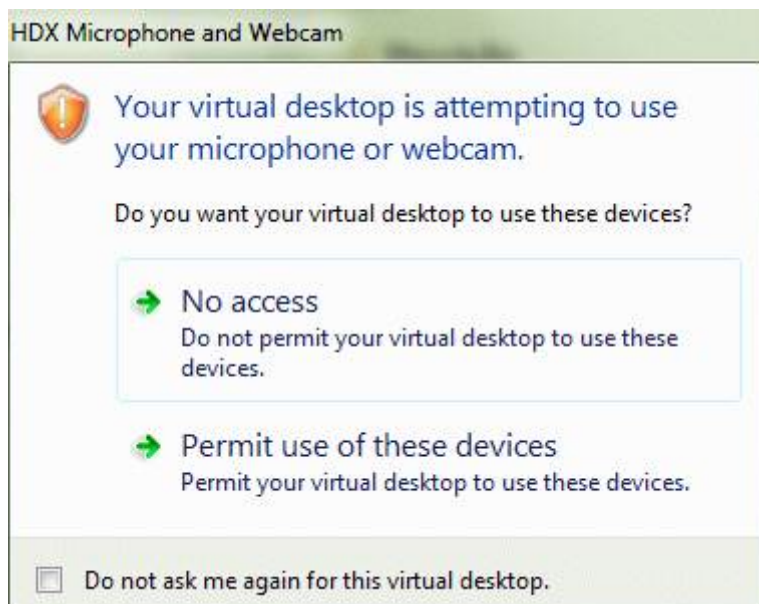 HDX Microphone and Webcam
Your virtual desktop is attempting to use
your microphone or webcam.
Do you want your virtual desktop to use these devices?
No access
Do not permit your virtual desktop to use these
devices.
Permit use of these devices
Permit your virtual desktop to use these devices.
Do not ask me again for this virtual desktop.